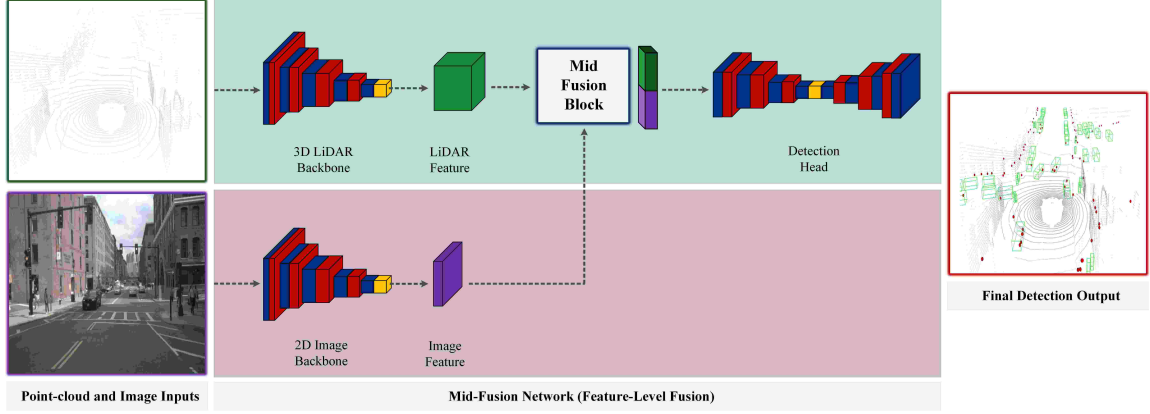 Mid
Fusion
Block
3D LiDAR
Backbone
LiDAR
Feature
Detection
Head
2D Image
Backbone
Image
Feature
Final Detection Output
Point-cloud and Image Inputs
Mid-Fusion Network (Feature-Level Fusion)